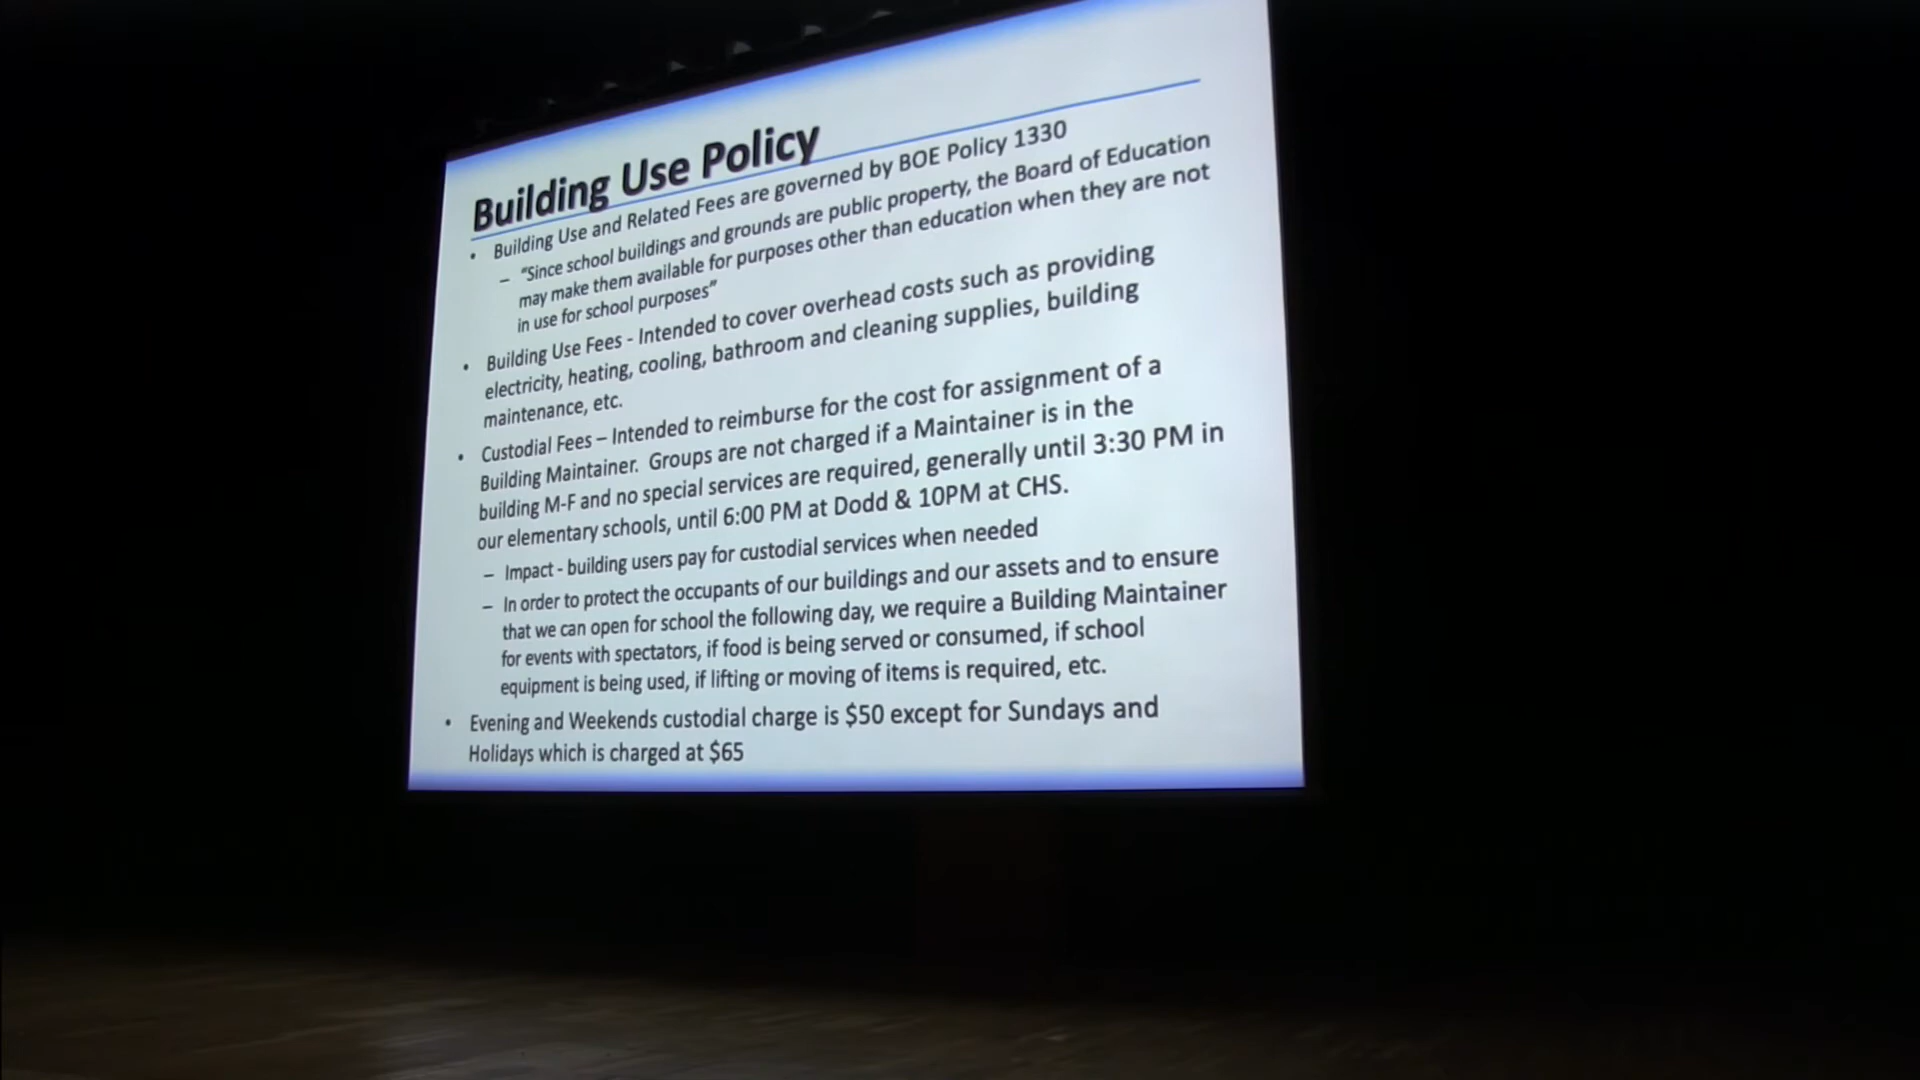 Building Use Policy
• Building Use and Related Fees are governed by BOE Policy 1330
– "Since school buildings and grounds are public property, the Board of Education
may make them available for purposes other than education when they are not
in use for school purposes"
• Building Use Fees - Intended to cover overhead costs such as providing
electricity, heating, cooling, bathroom and cleaning supplies, building
maintenance, etc.
• Custodial Fees – Intended to reimburse for the cost for assignment of a
Building Maintainer. Groups are not charged if a Maintainer is in the
building M-F and no special services are required, generally until 3:30 PM in
our elementary schools, until 6:00 PM at Dodd & 10PM at CHS.
– Impact - building users pay for custodial services when needed
– In order to protect the occupants of our buildings and our assets and to ensure
that we can open for school the following day, we require a Building Maintainer
for events with spectators, if food is being served or consumed, if school
equipment is being used, if lifting or moving of items is required, etc.
• Evening and Weekends custodial charge is $50 except for Sundays and
Holidays which is charged at $65